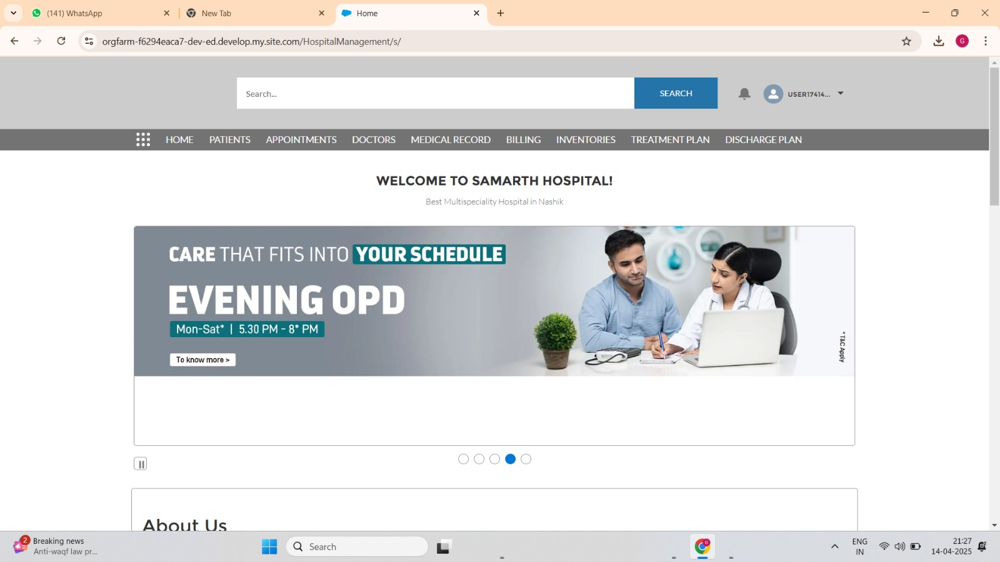 (141) WhatsApp
New Tab
Home
orgfarm-f6294eaca7-dev-ed.develop.my.site.com/HospitalManagement/s/
G
Search...
SEARCH
USER17414...
HOME PATIENTS APPOINTMENTS DOCTORS MEDICAL RECORD BILLING INVENTORIES TREATMENT PLAN DISCHARGE PLAN
WELCOME TO SAMARTH HOSPITAL!
Best Multispeciality Hospital in Nashik
CARE THAT FITS INTO YOUR SCHEDULE
EVENING OPD
Mon-Sat* | 5.30 PM - 8* PM
To know more >
* T&C Apply
About Us
2
Breaking news
Anti-waqf law pr...
Search
G
ENG
IN
21:27
14-04-2025